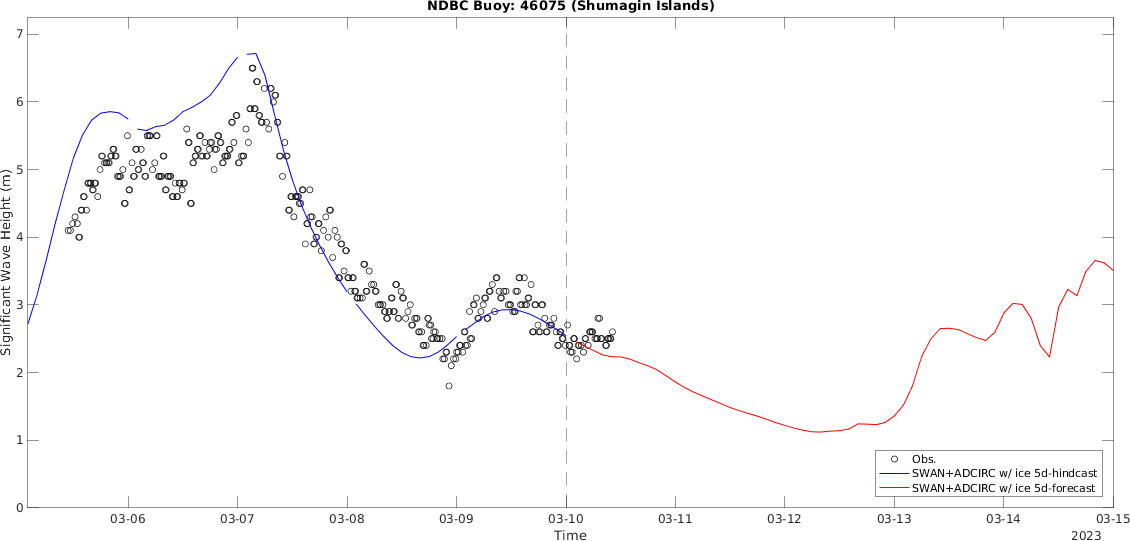 NDBC Buoy: 46075 (Shumagin Islands)
7
6
5
4
3
2
1
0
Significant Wave Height (m)
Obs.
SWAN+ADCIRC w/ ice 5d-hindcast
SWAN+ADCIRC w/ ice 5d-forecast
03-06 03-07 03-08 03-09 03-10 03-11 03-12 03-13 03-14 03-15
Time
2023